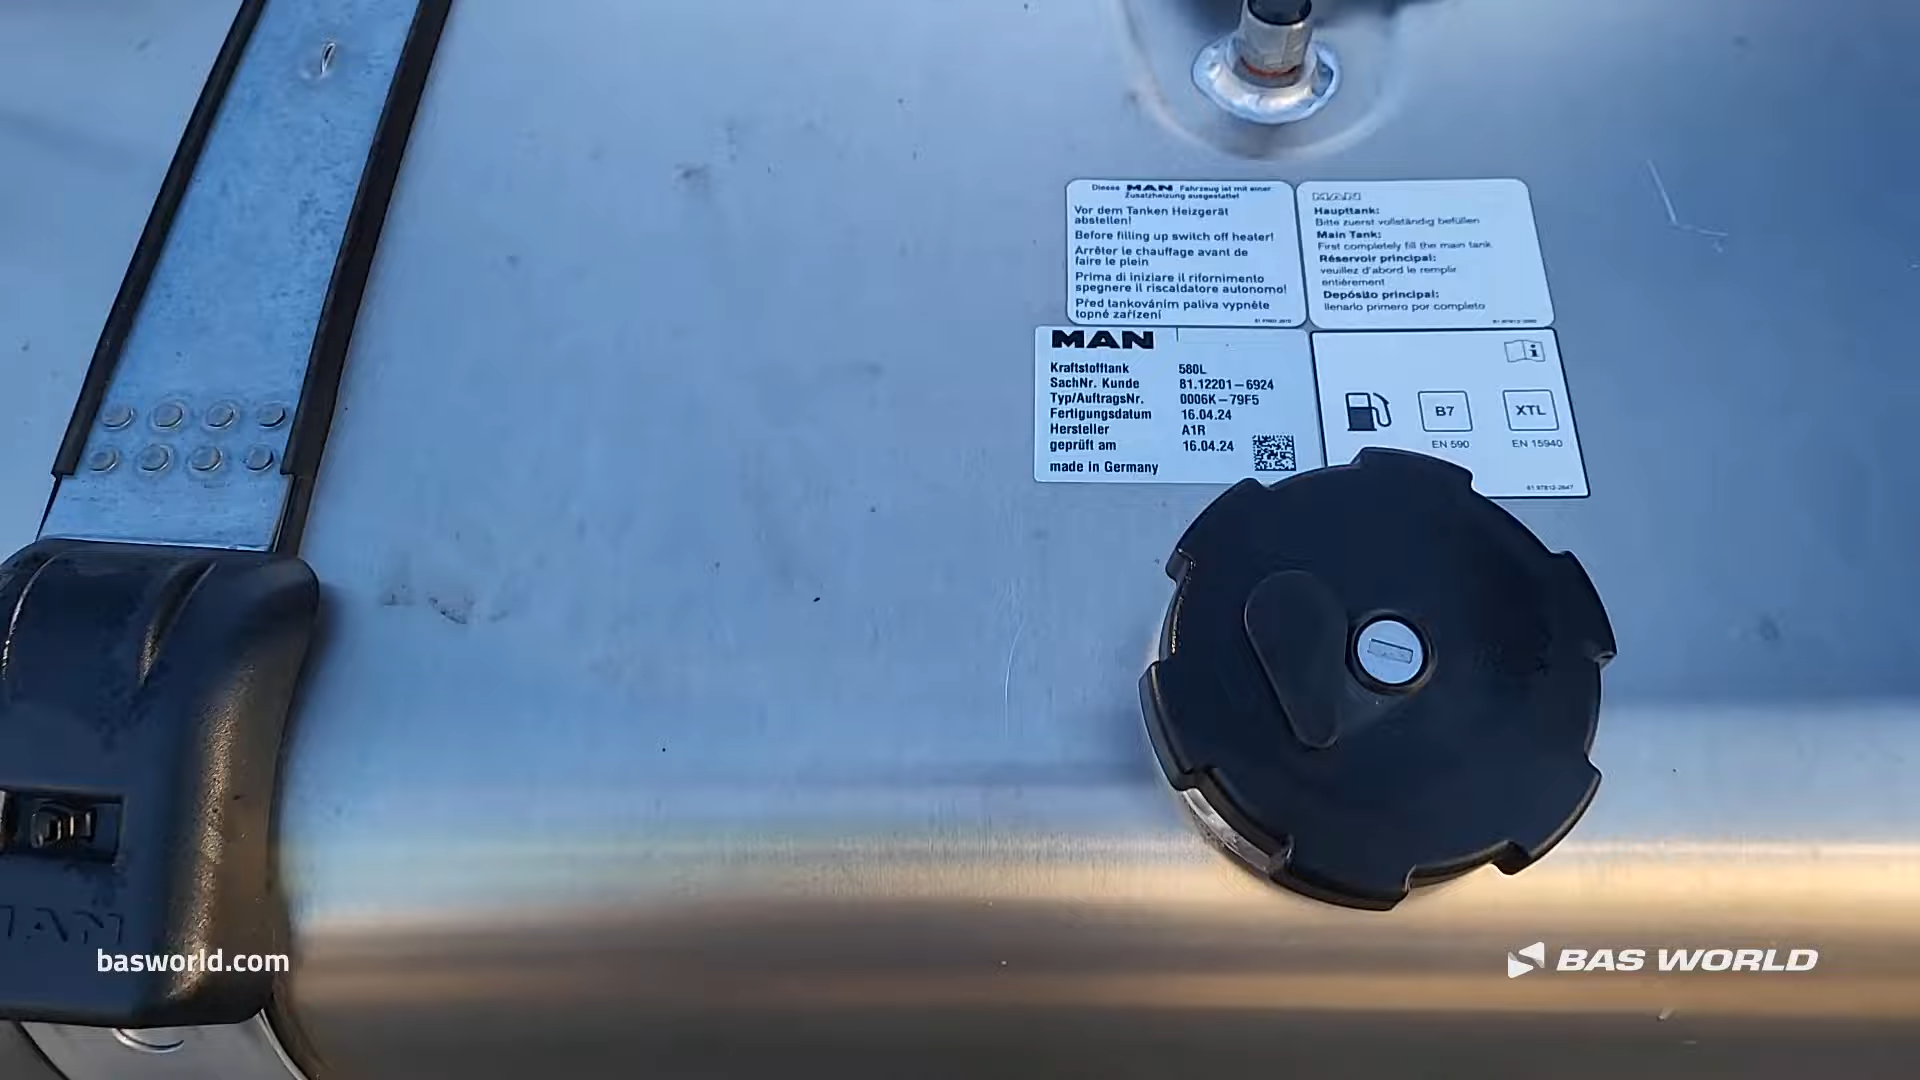 Dieses MAN Fahrzeug ist mit einer
Zusatzheizung ausgestattet
Vor dem Tanken Heizgerät
abstellen!
Before filling up switch off heater!
Arrêter le chauffage avant de
faire le plein
Prima di iniziare il rifornimento
spegnere il riscaldatore autonomo!
Před tankováním paliva vypněte
topné zařízení
MAN
Haupttank:
Bitte zuerst vollständig befüllen
Main Tank:
First completely fill the main tank
Réservoir principal:
veuillez d'abord le remplir
entièrement
Depósito principal:
llenarlo primero por completo
MAN
Kraftstofftank 580L
SachNr. Kunde 81.12201-6924
Typ/AuftragsNr. 0006K-79F5
Fertigungsdatum 16.04.24
Hersteller A1R
geprüft am 16.04.24
made in Germany
B7 XTL
EN 590 EN 15940
MAN
basworld.com
BAS WORLD